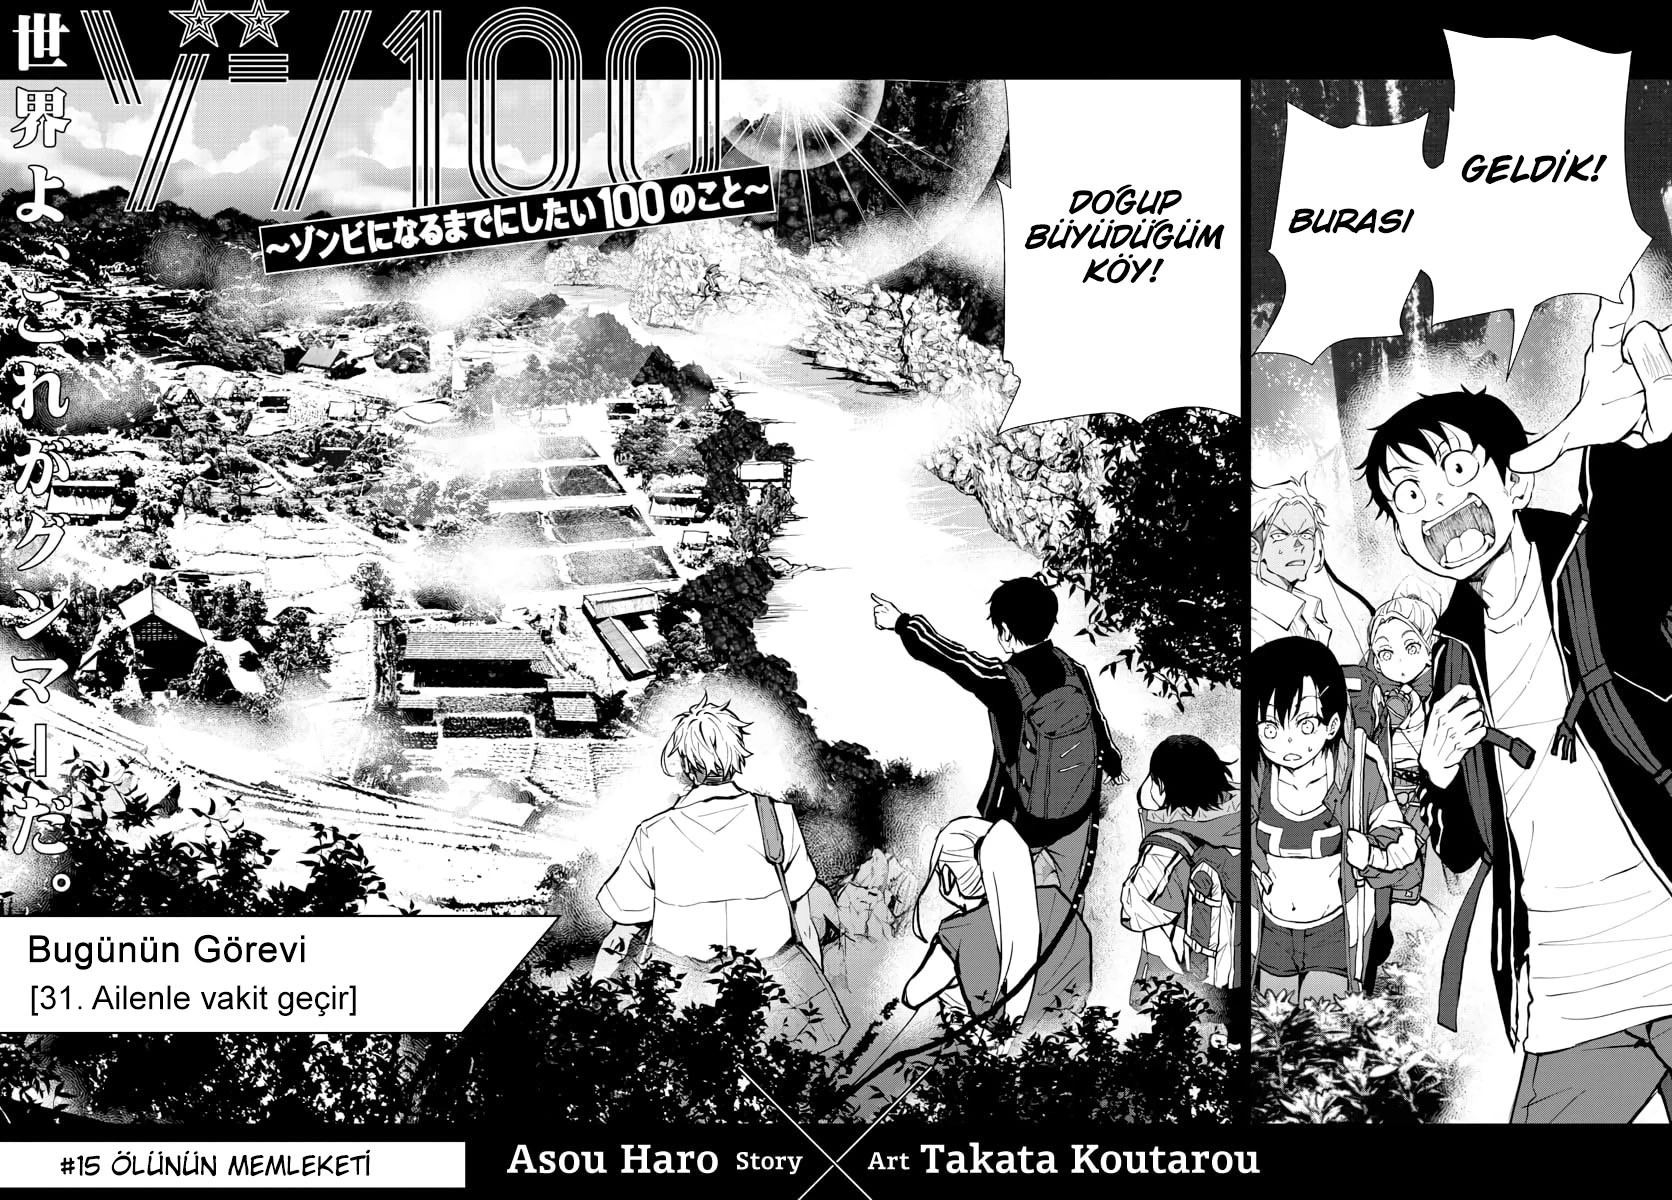 GELDİK!
BURASI
DOĞUP
BÜYÜDÜĞÜM
KÖY!
ゾン100
～ゾンビになるまでにしたい100のこと～
世界よ、これがグンマーだ。
Bugünün Görevi
[31. Ailenle vakit geçir]
#15 ÖLÜNÜN MEMLEKETİ
Asou Haro Story
Art Takata Koutarou